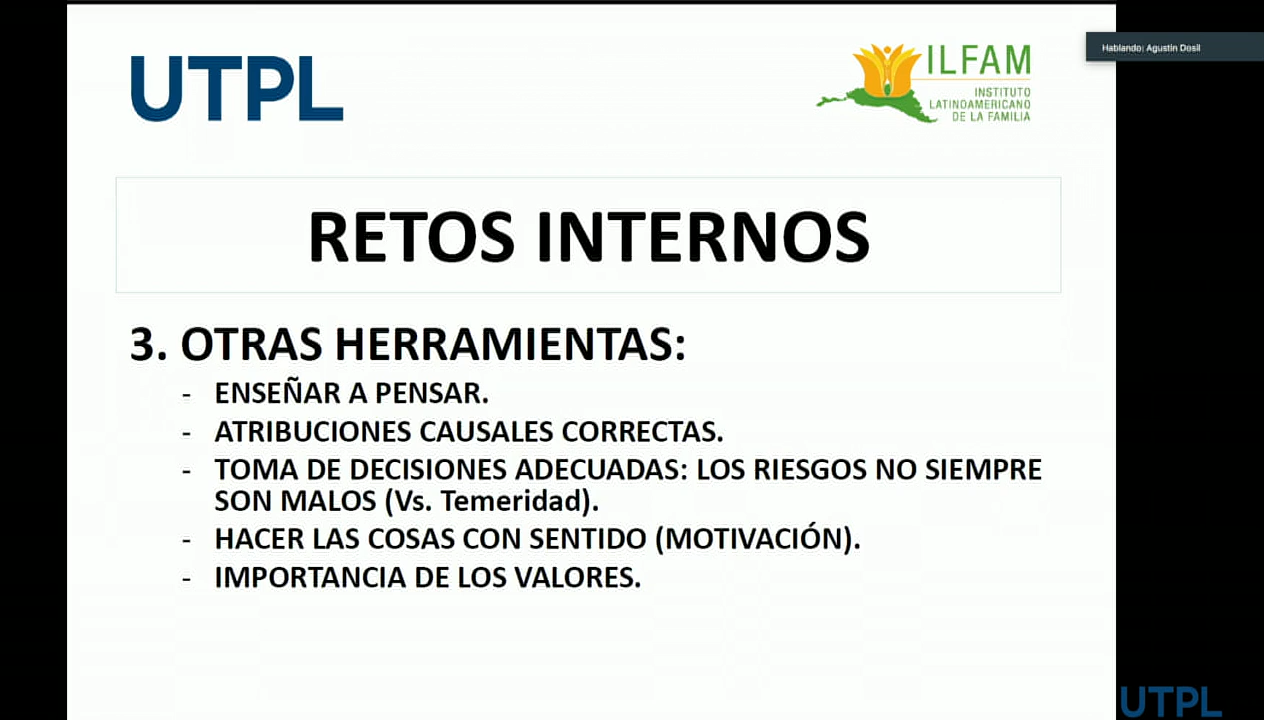 UTPL
ILFAM
INSTITUTO
LATINOAMERICANO
DE LA FAMILIA
Hablando: Agustin Dosil
RETOS INTERNOS
3. OTRAS HERRAMIENTAS:
- ENSEÑAR A PENSAR.
- ATRIBUCIONES CAUSALES CORRECTAS.
- TOMA DE DECISIONES ADECUADAS: LOS RIESGOS NO SIEMPRE
SON MALOS (Vs. Temeridad).
- HACER LAS COSAS CON SENTIDO (MOTIVACIÓN).
- IMPORTANCIA DE LOS VALORES.
UTPL